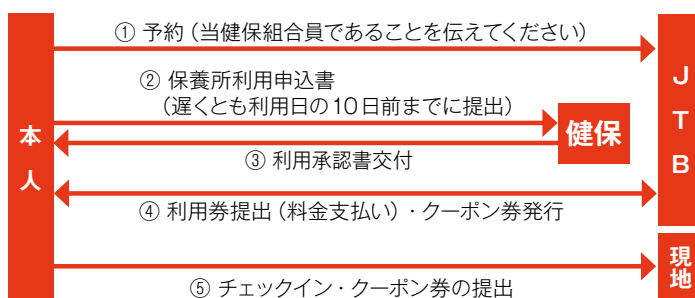 ① 予約（当健保組合員であることを伝えてください）
② 保養所利用申込書
（遅くとも利用日の10日前までに提出）
本人
健保
JTB
③ 利用承認書交付
④ 利用券提出（料金支払い）・クーポン券発行
現地
⑤ チェックイン・クーポン券の提出